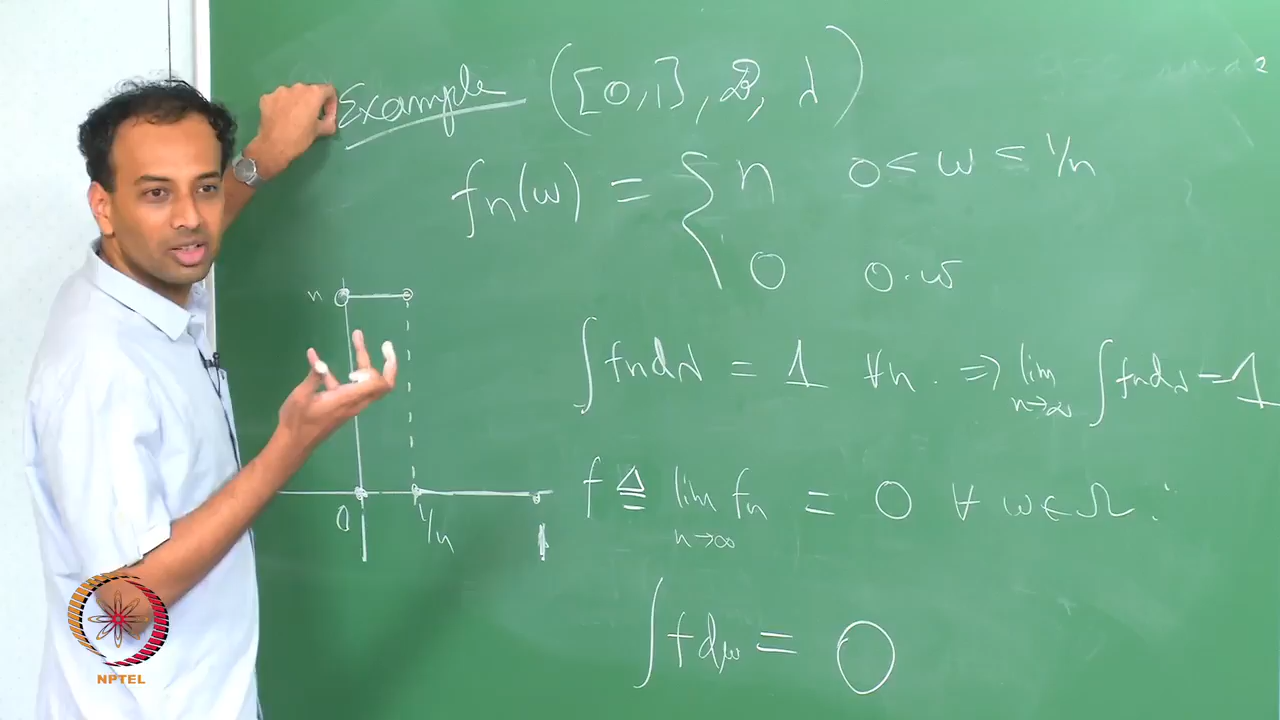 Example ([0,1], ℬ, λ)
fn(ω) = { n 0 < ω ≤ 1/n
0 o.w
n
∫ fn dλ = 1 ∀n. ⇒ lim n→∞ ∫ fn dλ = 1
f ≜ lim n→∞ fn = 0 ∀ ω ∈ Ω.
0 1/n 1
∫ f dμ = 0
NPTEL